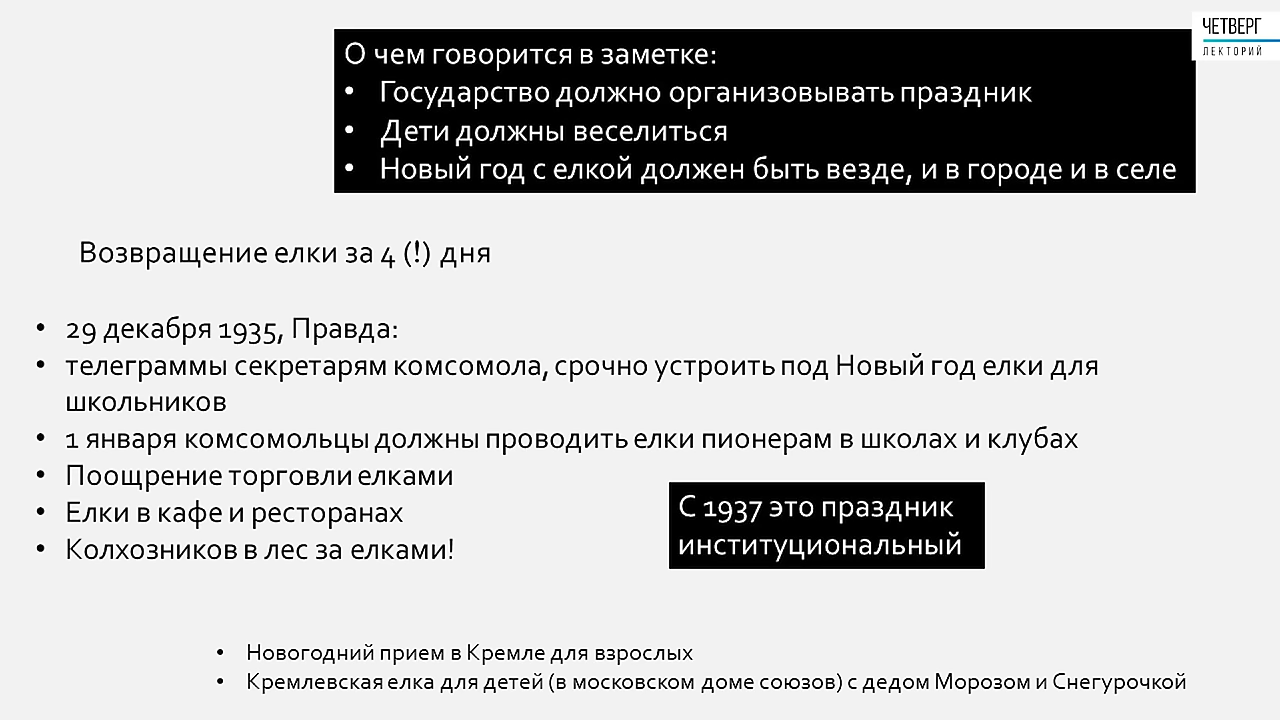 ЧЕТВЕРГ
ЛЕКТОРИЙ
О чем говорится в заметке:
• Государство должно организовывать праздник
• Дети должны веселиться
• Новый год с елкой должен быть везде, и в городе и в селе
Возвращение елки за 4 (!) дня
• 29 декабря 1935, Правда:
• телеграммы секретарям комсомола, срочно устроить под Новый год елки для
школьников
• 1 января комсомольцы должны проводить елки пионерам в школах и клубах
• Поощрение торговли елками
• Елки в кафе и ресторанах
• Колхозников в лес за елками!
С 1937 это праздник
институциональный
• Новогодний прием в Кремле для взрослых
• Кремлевская елка для детей (в московском доме союзов) с дедом Морозом и Снегурочкой